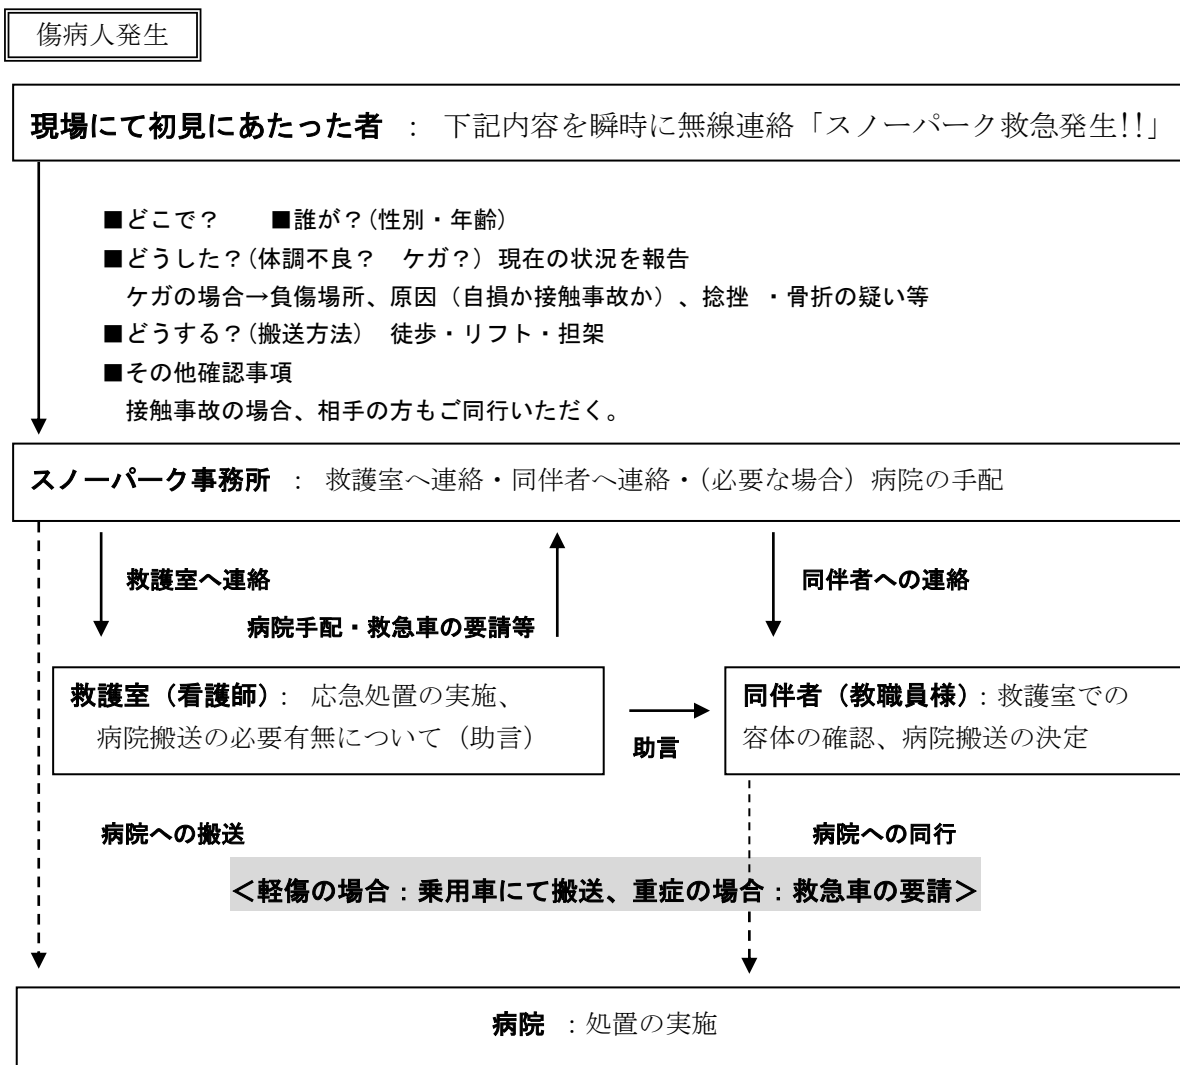 傷病人発生
現場にて初見にあたった者 : 下記内容を瞬時に無線連絡「スノーパーク救急発生!!」
■どこで？ ■誰が？(性別・年齢)
■どうした？(体調不良？ ケガ？) 現在の状況を報告
ケガの場合→負傷場所、原因（自損か接触事故か）、捻挫 ・骨折の疑い等
■どうする？(搬送方法) 徒歩・リフト・担架
■その他確認事項
接触事故の場合、相手の方もご同行いただく。
スノーパーク事務所 : 救護室へ連絡・同伴者へ連絡・(必要な場合) 病院の手配
救護室へ連絡
同伴者への連絡
病院手配・救急車の要請等
救護室（看護師）: 応急処置の実施、
病院搬送の必要有無について（助言）
助言
同伴者（教職員様）: 救護室での
容体の確認、病院搬送の決定
病院への搬送
病院への同行
＜軽傷の場合：乗用車にて搬送、重症の場合：救急車の要請＞
病院 : 処置の実施